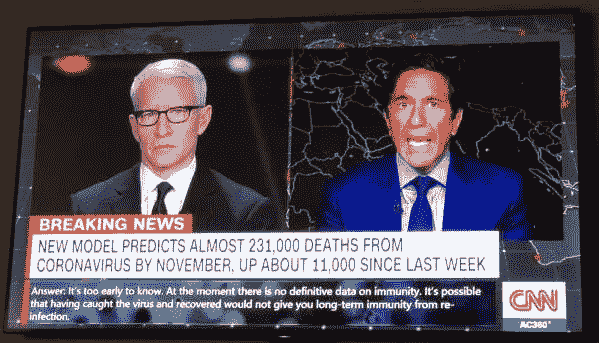 BREAKING NEWS
NEW MODEL PREDICTS ALMOST 231,000 DEATHS FROM
CORONAVIRUS BY NOVEMBER, UP ABOUT 11,000 SINCE LAST WEEK
Answer: It's too early to know. At the moment there is no definitive data on immunity. It's possible
that having caught the virus and recovered would not give you long-term immunity from re-
infection.
CNN
AC360°